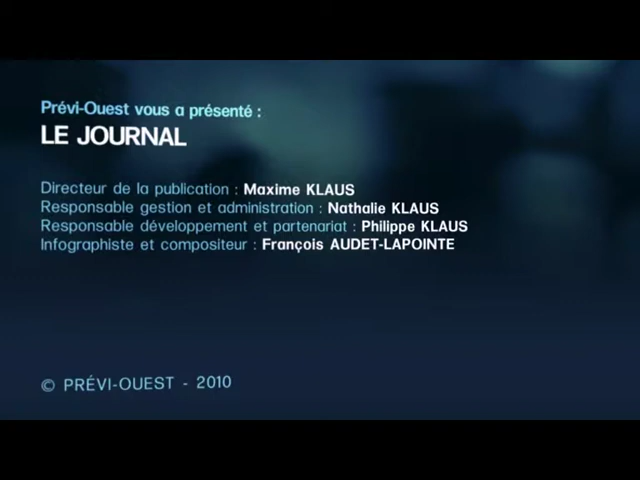 Prévi-Ouest vous a présenté :
LE JOURNAL
Directeur de la publication : Maxime KLAUS
Responsable gestion et administration : Nathalie KLAUS
Responsable développement et partenariat : Philippe KLAUS
Infographiste et compositeur : François AUDET-LAPOINTE
© PRÉVI-OUEST - 2010